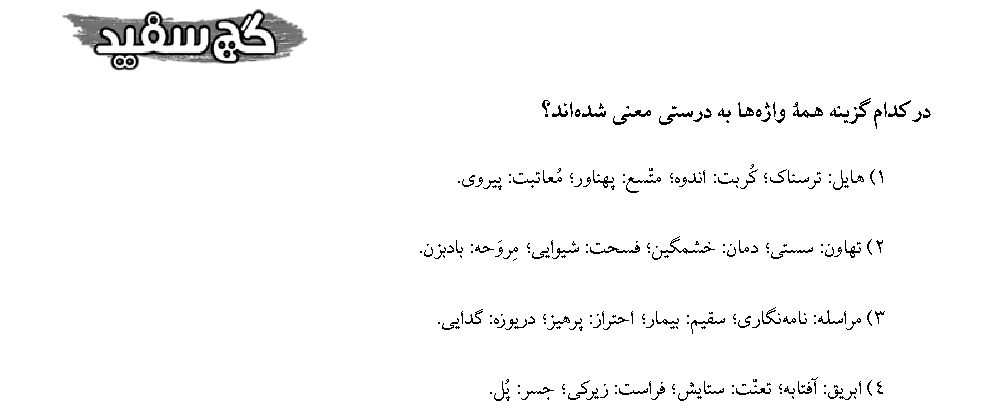 گچ سفید
در کدام گزینه همهٔ واژه‌ها به درستی معنی شده‌اند؟
۱) هایل: ترسناک؛ کُربت: اندوه؛ متّسع: پهناور؛ مُعاتبت: پیروی.
۲) تهاون: سستی؛ دمان: خشمگین؛ فسحت: شیوایی؛ مِروَحه: بادبزن.
۳) مراسله: نامه‌نگاری؛ سقیم: بیمار؛ احتراز: پرهیز؛ دریوزه: گدایی.
۴) ابریق: آفتابه؛ تعنّت: ستایش؛ فراست: زیرکی؛ جسر: پُل.